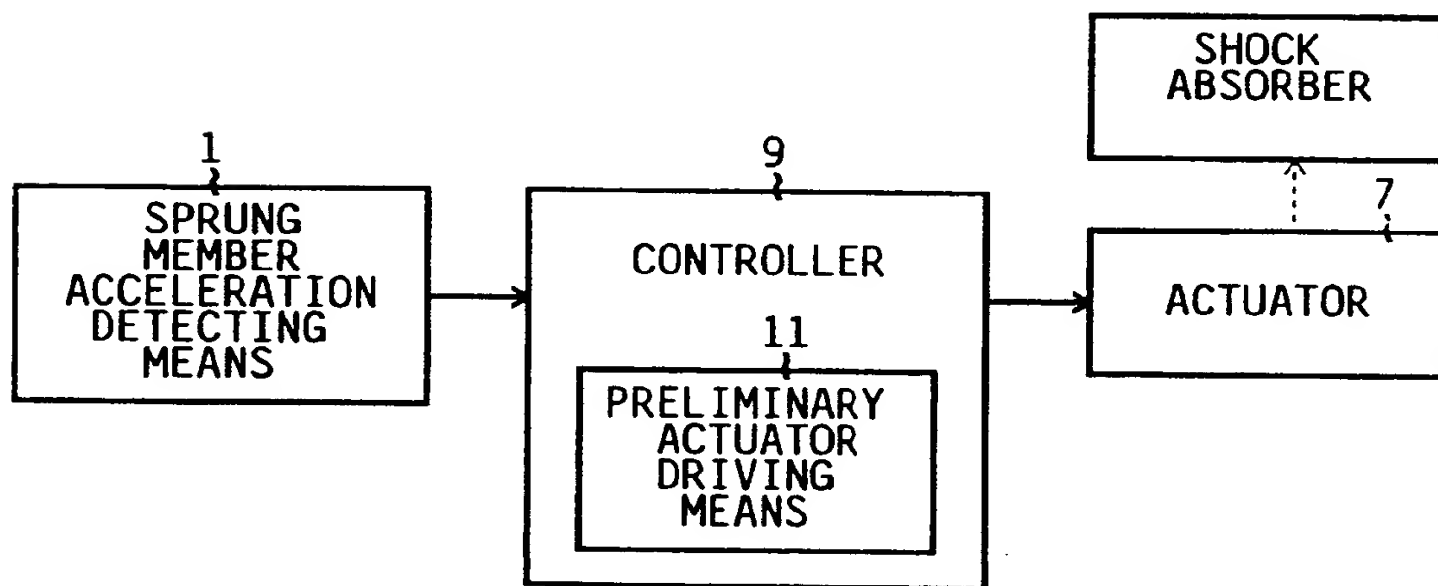 1
SPRUNG
MEMBER
ACCELERATION
DETECTING
MEANS
9
CONTROLLER
11
PRELIMINARY
ACTUATOR
DRIVING
MEANS
SHOCK
ABSORBER
7
ACTUATOR